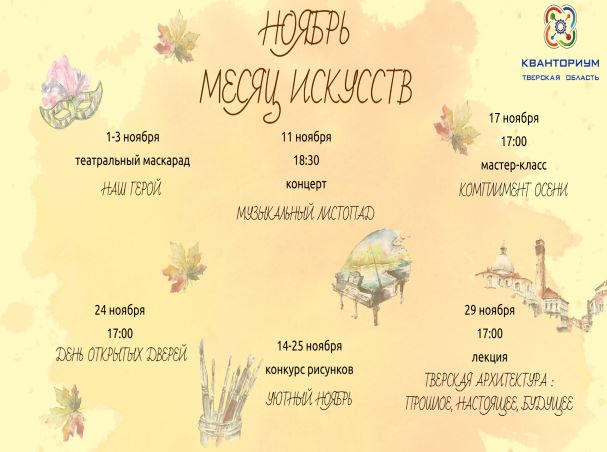 НОЯБРЬ
МЕСЯЦ ИСКУССТВ
КВАНТОРИУМ
ТВЕРСКАЯ ОБЛАСТЬ
1-3 ноября
театральный маскарад
НАШ ГЕРОЙ
11 ноября
18:30
концерт
МУЗЫКАЛЬНЫЙ ЛИСТОПАД
17 ноября
17:00
мастер-класс
КОМПЛИМЕНТ ОСЕНИ
24 ноября
17:00
ДЕНЬ ОТКРЫТЫХ ДВЕРЕЙ
14-25 ноября
конкурс рисунков
УЮТНЫЙ НОЯБРЬ
29 ноября
17:00
лекция
ТВЕРСКАЯ АРХИТЕКТУРА :
ПРОШЛОЕ, НАСТОЯЩЕЕ, БУДУЩЕЕ